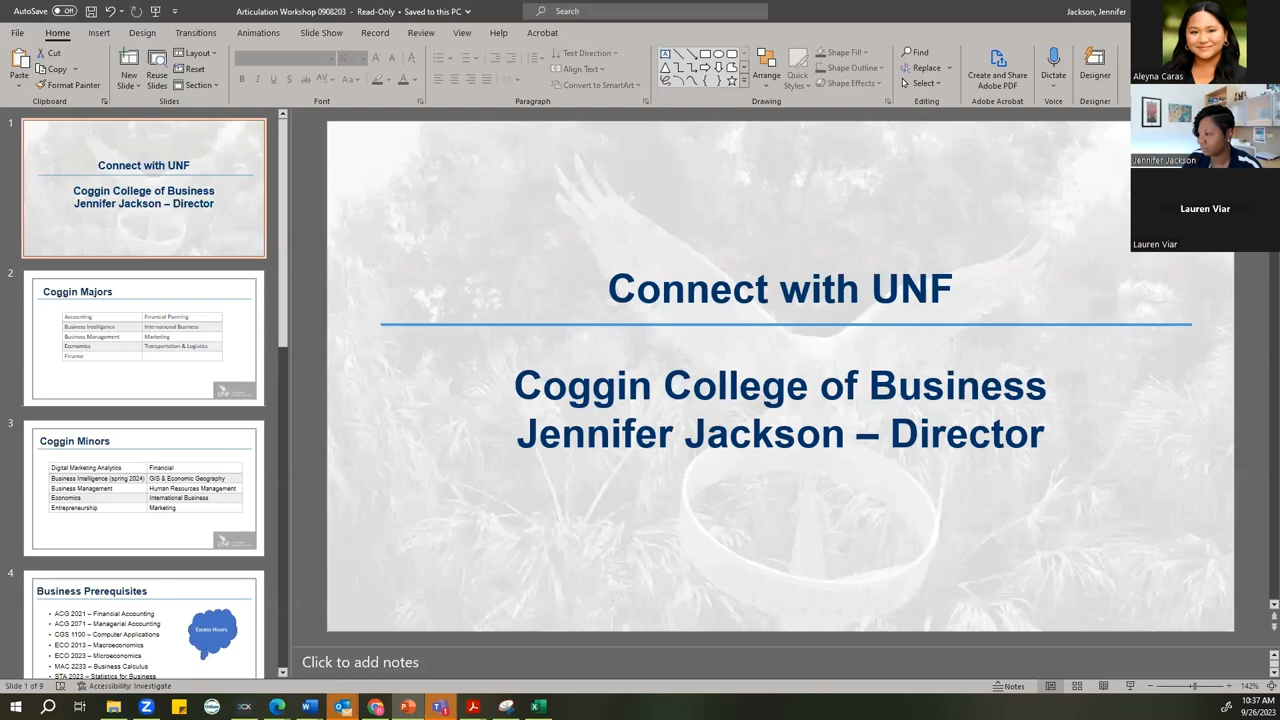 AutoSave Off
Articulation Workshop 0908203 - Read-Only • Saved to this PC
Search
Jackson, Jennifer
File Home Insert Design Transitions Animations Slide Show Record Review View Help Acrobat
Paste
Cut
Copy
Format Painter
Clipboard
New Slides
Reuse Slides
Layout
Reset
Section
Slides
Font
Text Direction
Align Text
Convert to SmartArt
Paragraph
Arrange
Quick Styles
Shape Fill
Shape Outline
Shape Effects
Drawing
Find
Replace
Select
Editing
Create and Share Adobe PDF
Adobe Acrobat
Dictate
Voice
Designer
Designer
Aleyna Caras
Jennifer Jackson
Lauren Viar
Lauren Viar
1
Connect with UNF
Coggin College of Business
Jennifer Jackson – Director
2
Coggin Majors
Accounting Financial Planning
Business Intelligence International Business
Business Management Marketing
Economics Transportation & Logistics
Finance
UNF
3
Coggin Minors
Digital Marketing Analytics Financial
Business Intelligence (spring 2024) GIS & Economic Geography
Business Management Human Resources Management
Economics International Business
Entrepreneurship Marketing
UNF
4
Business Prerequisites
• ACG 2021 – Financial Accounting
• ACG 2071 – Managerial Accounting
• CGS 1100 – Computer Applications
• ECO 2013 – Macroeconomics
• ECO 2023 – Microeconomics
• MAC 2233 – Business Calculus
• STA 2023 – Statistics for Business
Excess Hours
Connect with UNF
Coggin College of Business
Jennifer Jackson – Director
Click to add notes
Slide 1 of 9
Accessibility: Investigate
Notes
142%
10:37 AM
9/26/2023